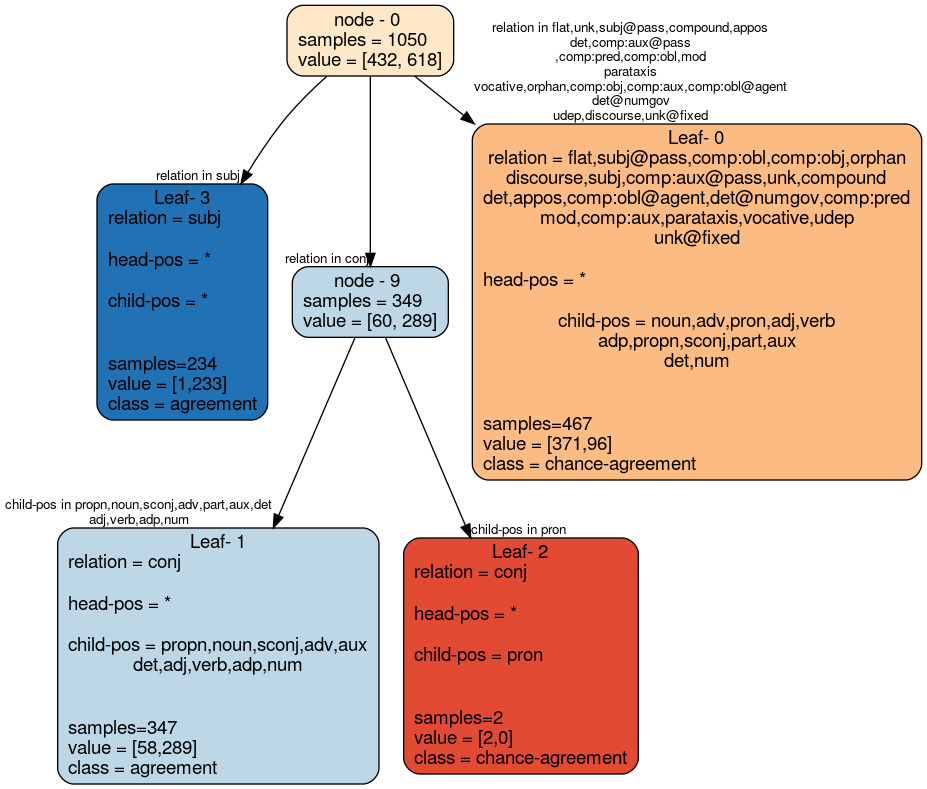 node - 0
samples = 1050
value = [432, 618]
relation in flat,unk,subj@pass,compound,appos
det,comp:aux@pass
,comp:pred,comp:obl,mod
parataxis
vocative,orphan,comp:obj,comp:aux,comp:obl@agent
det@numgov
udep,discourse,unk@fixed
relation in subj
Leaf- 3
relation = subj
head-pos = *
child-pos = *
samples=234
value = [1,233]
class = agreement
relation in conj
node - 9
samples = 349
value = [60, 289]
Leaf- 0
relation = flat,subj@pass,comp:obl,comp:obj,orphan
discourse,subj,comp:aux@pass,unk,compound
det,appos,comp:obl@agent,det@numgov,comp:pred
mod,comp:aux,parataxis,vocative,udep
unk@fixed
head-pos = *
child-pos = noun,adv,pron,adj,verb
adp,propn,sconj,part,aux
det,num
samples=467
value = [371,96]
class = chance-agreement
child-pos in propn,noun,sconj,adv,part,aux,det
adj,verb,adp,num
Leaf- 1
relation = conj
head-pos = *
child-pos = propn,noun,sconj,adv,aux
det,adj,verb,adp,num
samples=347
value = [58,289]
class = agreement
child-pos in pron
Leaf- 2
relation = conj
head-pos = *
child-pos = pron
samples=2
value = [2,0]
class = chance-agreement